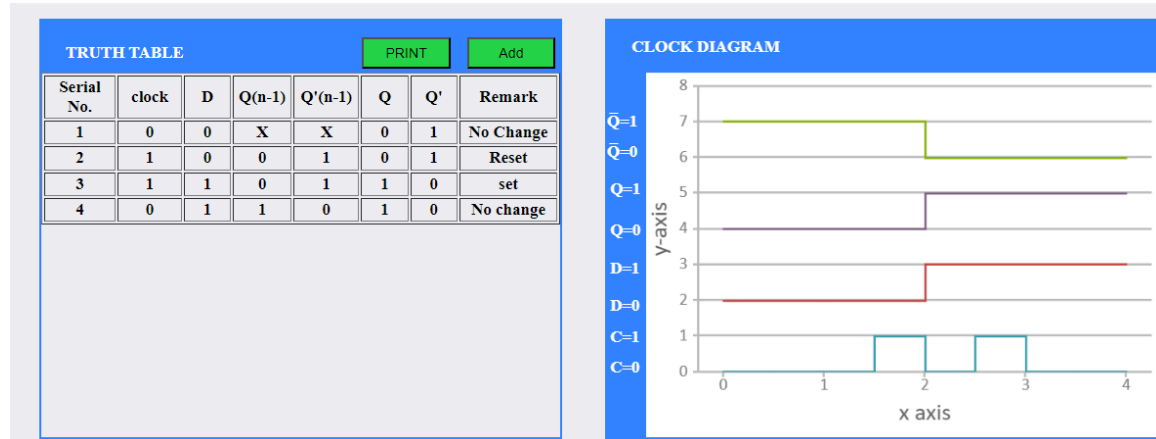 TRUTH TABLE PRINT Add
Serial No. clock D Q(n-1) Q'(n-1) Q Q' Remark
1 0 0 X X 0 1 No Change
2 1 0 0 1 0 1 Reset
3 1 1 0 1 1 0 set
4 0 1 1 0 1 0 No change
CLOCK DIAGRAM
Q̅=1
Q̅=0
Q=1
Q=0
D=1
D=0
C=1
C=0
y-axis
8
7
6
5
4
3
2
1
0
0 1 2 3 4
x axis